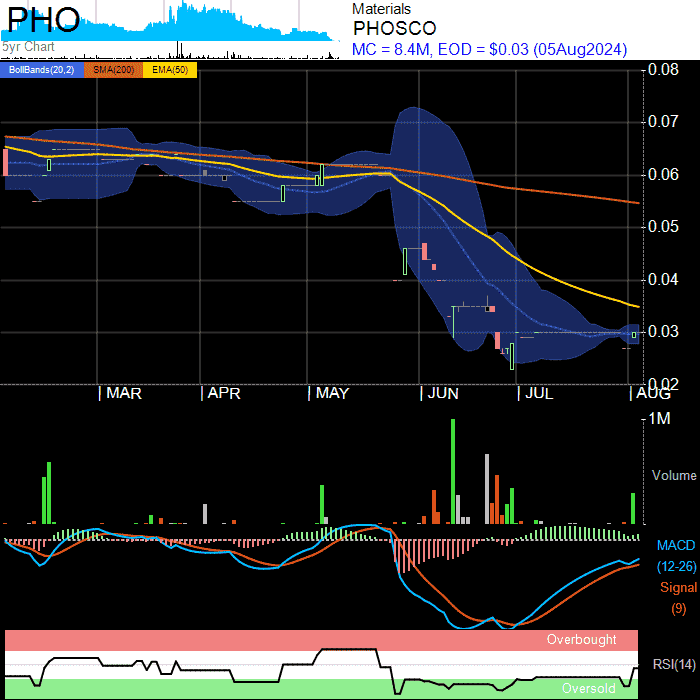 PHO
5yr Chart
Materials
PHOSCO
MC = 8.4M, EOD = $0.03 (05Aug2024)
BollBands(20,2) SMA(200) EMA(50)
0.08
0.07
0.06
0.05
0.04
0.03
0.02
| MAR | APR | MAY | JUN | JUL | AUG
1M
Volume
MACD
(12-26)
Signal
(9)
Overbought
RSI(14)
Oversold